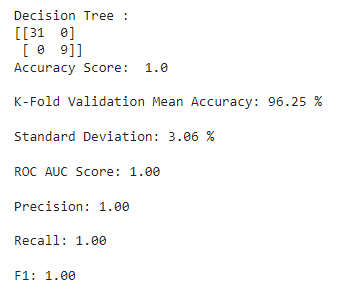 Decision Tree :
[[31  0]
 [ 0  9]]
Accuracy Score:  1.0
K-Fold Validation Mean Accuracy: 96.25 %
Standard Deviation: 3.06 %
ROC AUC Score: 1.00
Precision: 1.00
Recall: 1.00
F1: 1.00